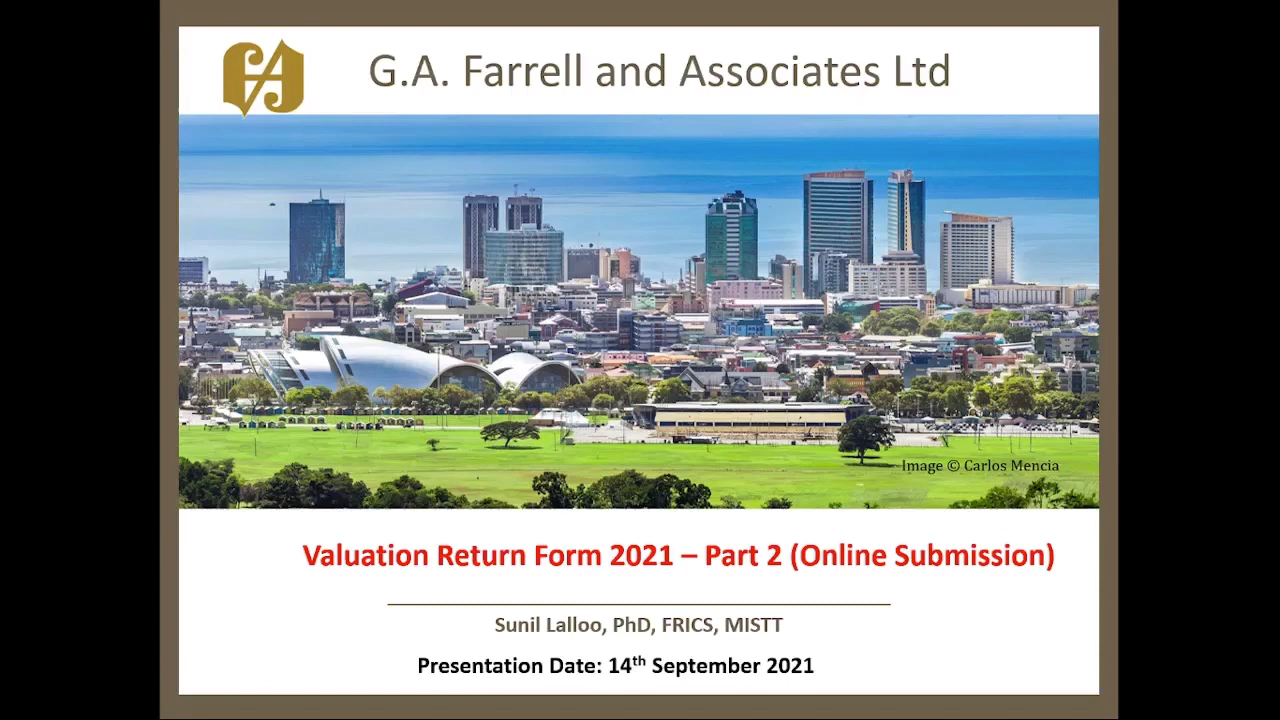 G.A. Farrell and Associates Ltd
Image © Carlos Mencia
Valuation Return Form 2021 – Part 2 (Online Submission)
Sunil Lalloo, PhD, FRICS, MISTT
Presentation Date: 14th September 2021